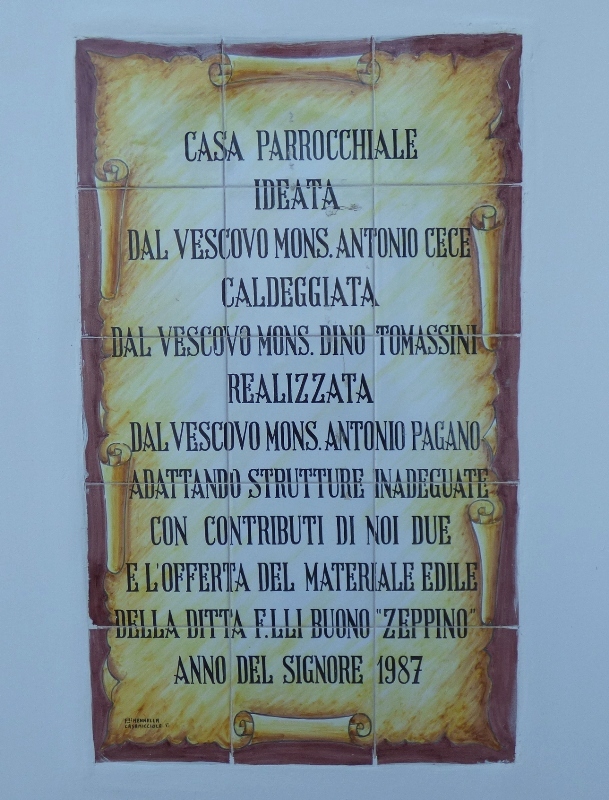 CASA PARROCCHIALE
IDEATA
DAL VESCOVO MONS. ANTONIO CECE
CALDEGGIATA
DAL VESCOVO MONS. DINO TOMASSINI
REALIZZATA
DAL VESCOVO MONS. ANTONIO PAGANO
ADATTANDO STRUTTURE INADEGUATE
CON CONTRIBUTI DI NOI DUE
E L'OFFERTA DEL MATERIALE EDILE
DELLA DITTA F.LLI BUONO "ZEPPINO"
ANNO DEL SIGNORE 1987